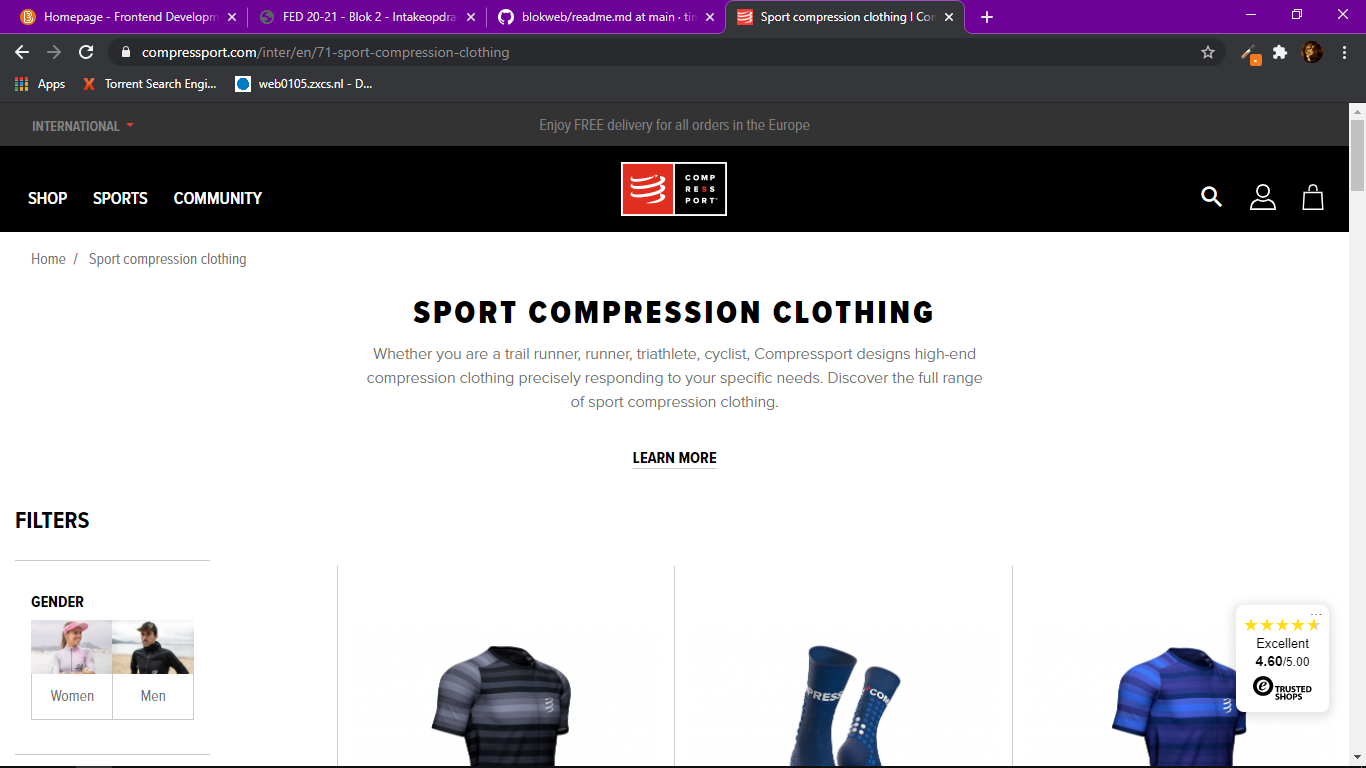 Homepage - Frontend Developm
FED 20-21 - Blok 2 - Intakeopdra
blokweb/readme.md at main · tin
Sport compression clothing I Con
compressport.com/inter/en/71-sport-compression-clothing
Apps
Torrent Search Engi...
web0105.zxcs.nl - D...
INTERNATIONAL
Enjoy FREE delivery for all orders in the Europe
SHOP
SPORTS
COMMUNITY
COMP
RESS
PORT
Home /
Sport compression clothing
SPORT COMPRESSION CLOTHING
Whether you are a trail runner, runner, triathlete, cyclist, Compressport designs high-end
compression clothing precisely responding to your specific needs. Discover the full range
of sport compression clothing.
LEARN MORE
FILTERS
GENDER
Women
Men
PRESS
COM
Excellent
4.60/5.00
e TRUSTED
SHOPS